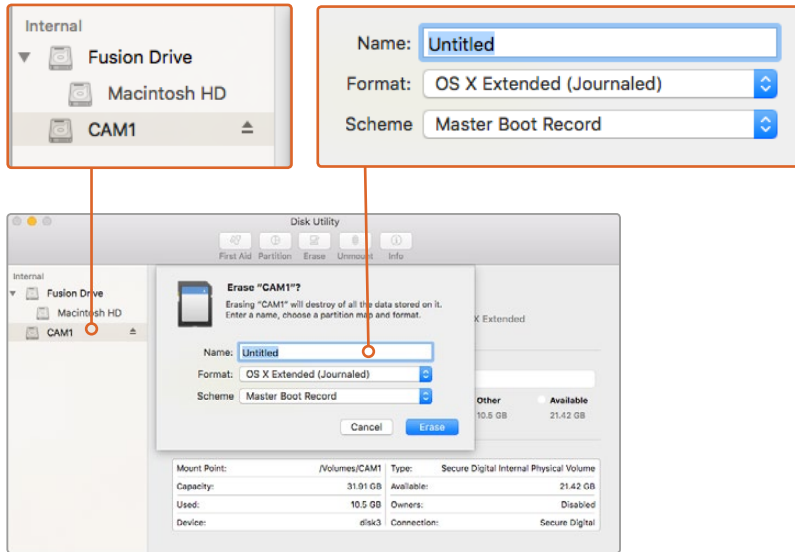 Internal
Fusion Drive
Macintosh HD
CAM1
Name: Untitled
Format: OS X Extended (Journaled)
Scheme Master Boot Record
Disk Utility
First Aid Partition Erase Unmount Info
Internal
Fusion Drive
Macintosh HD
CAM1
Erase "CAM1"?
Erasing "CAM1" will destroy of all the data stored on it.
Enter a name, choose a partition map and format.
X Extended
Name: Untitled
Format: OS X Extended (Journaled)
Scheme Master Boot Record
Other Available
10.5 GB 21.42 GB
Cancel Erase
Mount Point: /Volumes/CAM1 Type: Secure Digital Internal Physical Volume
Capacity: 31.91 GB Available: 21.42 GB
Used: 10.5 GB Owners: Disabled
Device: disk3 Connection: Secure Digital